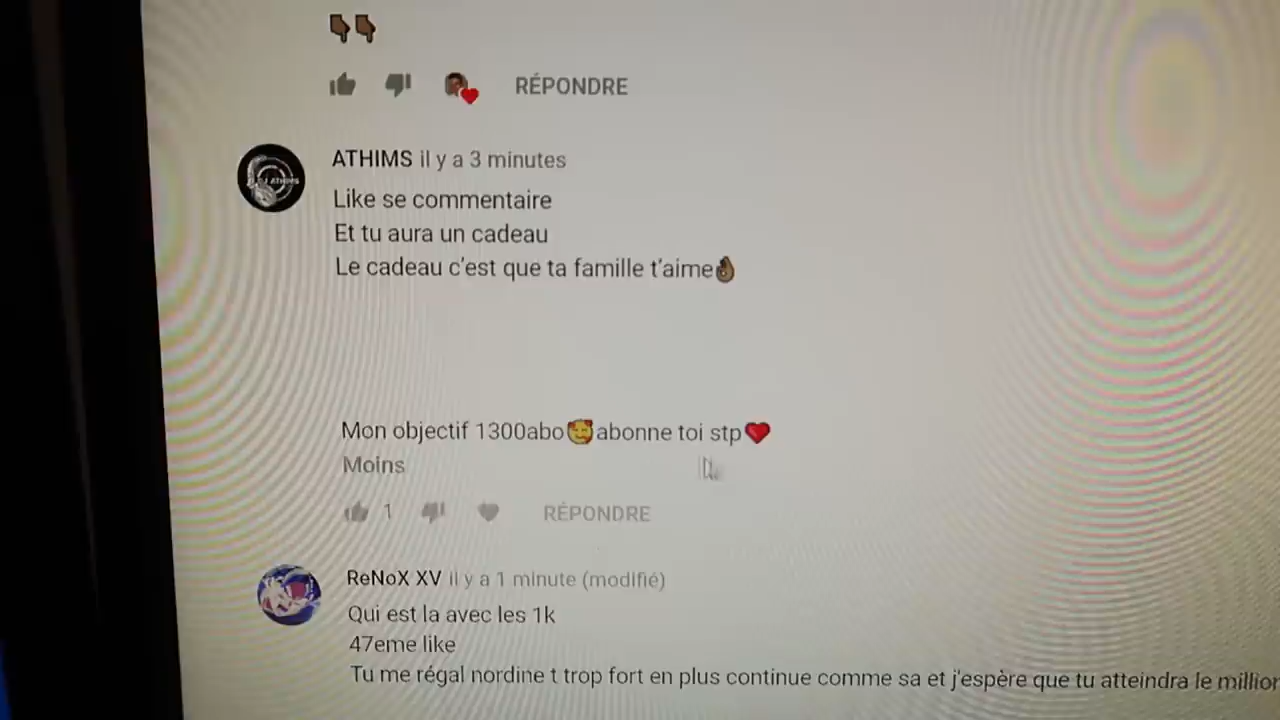 👇🏾👇🏾
RÉPONDRE
ATHIMS il y a 3 minutes
Like se commentaire
Et tu aura un cadeau
Le cadeau c'est que ta famille t'aime👌🏾
Mon objectif 1300abo🥰abonne toi stp❤️
Moins
1 RÉPONDRE
ReNoX XV il y a 1 minute (modifié)
Qui est la avec les 1k
47eme like
Tu me régal nordine t trop fort en plus continue comme sa et j'espère que tu atteindra le million